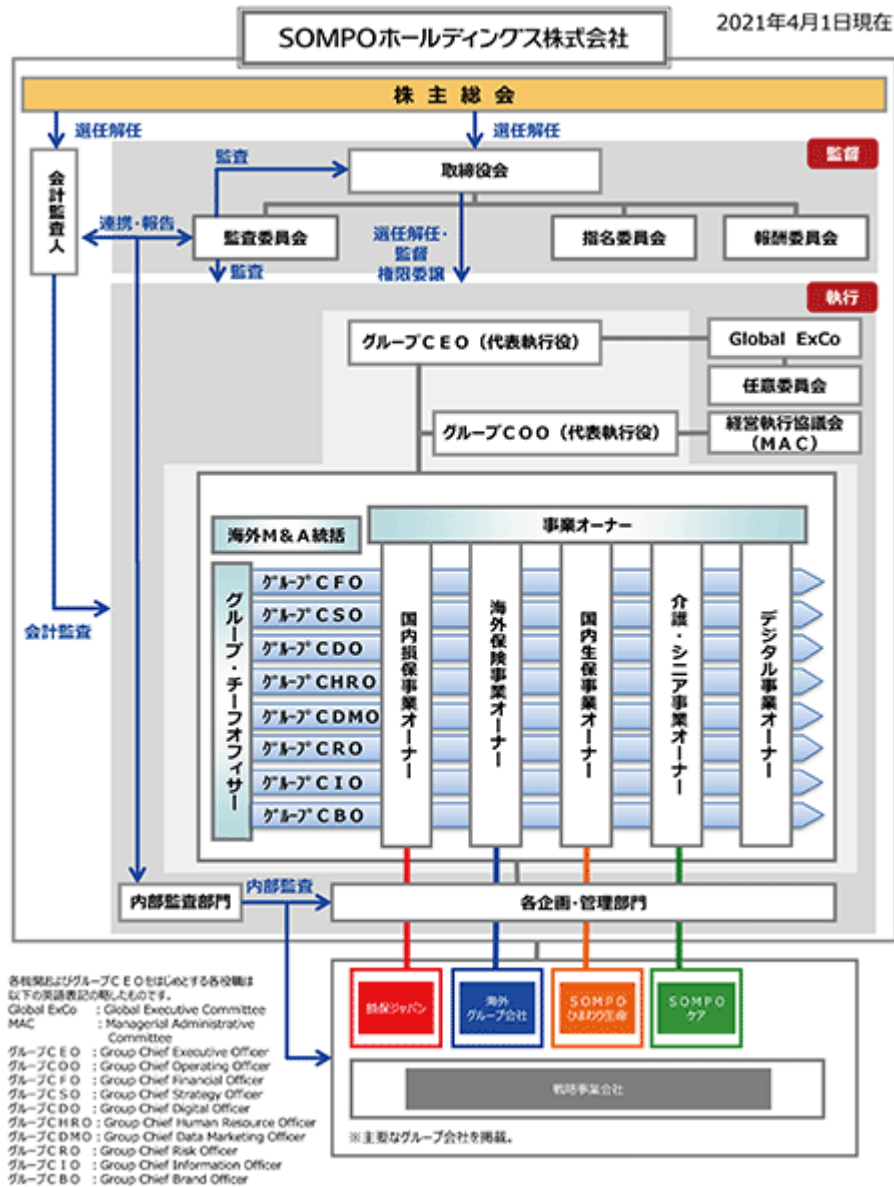 2021年4月1日現在
SOMPOホールディングス株式会社
株主総会
選任解任
選任解任
監督
会計監査人
監査
取締役会
連携・報告
監査委員会
選任解任・
監督
権限委譲
指名委員会
報酬委員会
監査
執行
グループCEO（代表執行役）
Global ExCo
任意委員会
グループCOO（代表執行役）
経営執行協議会
（MAC）
海外M＆A統括
事業オーナー
グループ・チーフオフィサー
グループCFO
グループCSO
グループCDO
グループCHRO
グループCDMO
グループCRO
グループCIO
グループCBO
国内損保事業オーナー
海外保険事業オーナー
国内生保事業オーナー
介護・シニア事業オーナー
デジタル事業オーナー
会計監査
内部監査部門
内部監査
各企画・管理部門
損保ジャパン
海外
グループ会社
SOMPO
ひまわり生命
SOMPO
ケア
戦略事業会社
※主要なグループ会社を掲載。
各機関およびグループCEOをはじめとする各役職は
以下の英語表記の略したものです。
Global ExCo : Global Executive Committee
MAC : Managerial Administrative
Committee
グループCEO : Group Chief Executive Officer
グループCOO : Group Chief Operating Officer
グループCFO : Group Chief Financial Officer
グループCSO : Group Chief Strategy Officer
グループCDO : Group Chief Digital Officer
グループCHRO : Group Chief Human Resource Officer
グループCDMO : Group Chief Data Marketing Officer
グループCRO : Group Chief Risk Officer
グループCIO : Group Chief Information Officer
グループCBO : Group Chief Brand Officer